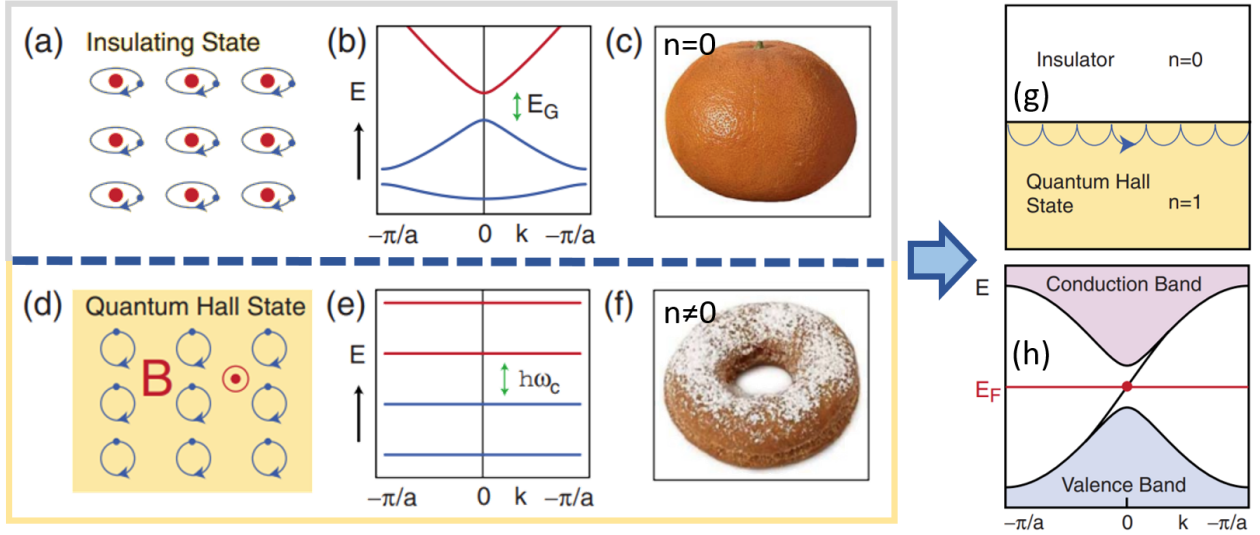 (a) Insulating State
(b)
E
E_G
−π/a 0 k −π/a
(c) n=0
(d) Quantum Hall State
B
(e)
E
ħω_c
−π/a 0 k −π/a
(f) n≠0
Insulator n=0
(g)
Quantum Hall
State n=1
E Conduction Band
(h)
E_F
Valence Band
−π/a 0 k −π/a